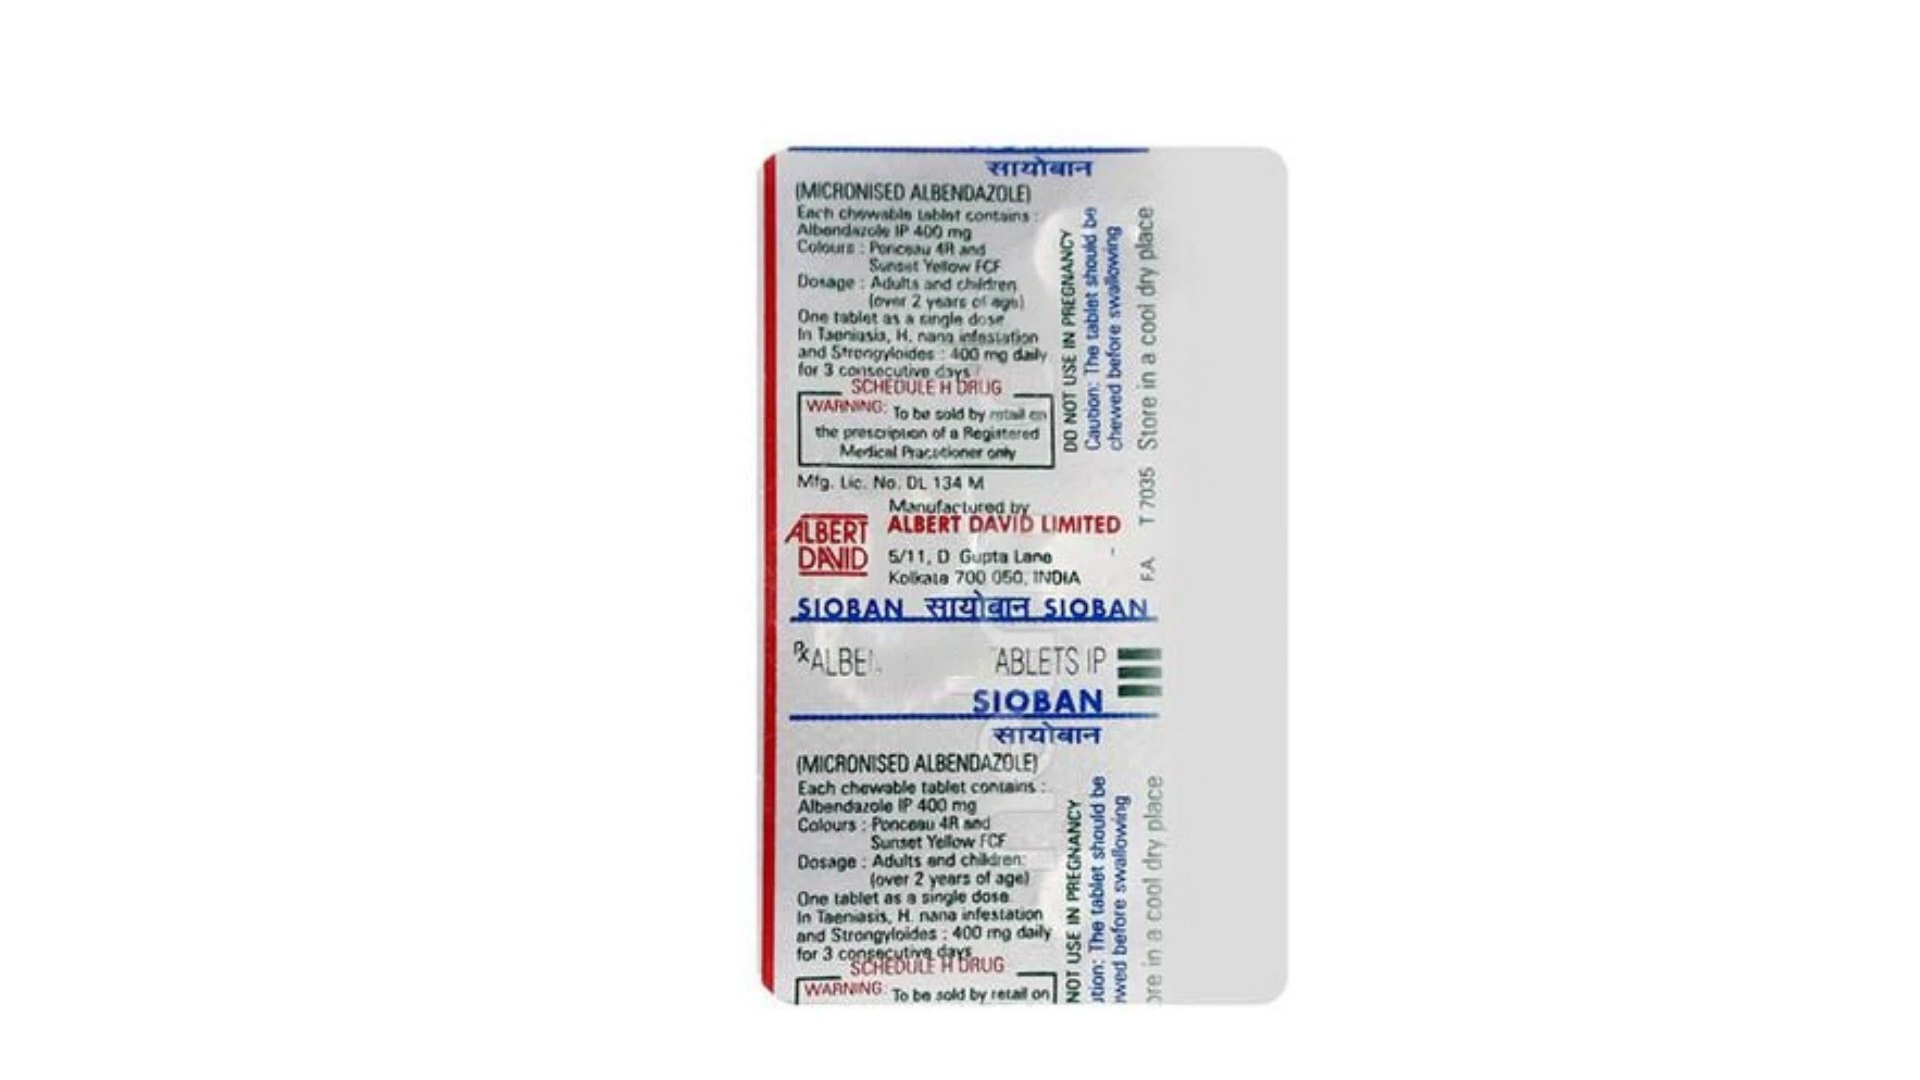 सायोबान
(MICRONISED ALBENDAZOLE)
Each chewable tablet contains :
Albendazole IP 400 mg
Colours : Ponceau 4R and
Sunset Yellow FCF
Dosage : Adults and children
(over 2 years of age)
One tablet as a single dose
In Taeniasis, H. nana infestation
and Strongyloides : 400 mg daily
for 3 consecutive days
SCHEDULE H DRUG
WARNING: To be sold by retail on
the prescription of a Registered
Medical Practitioner only
DO NOT USE IN PREGNANCY
Caution: The tablet should be
chewed before swallowing
Store in a cool dry place
Mfg. Lic. No. DL 134 M
Manufactured by
ALBERT DAVID
ALBERT DAVID LIMITED
5/11, D Gupta Lane
Kolkata 700 050, INDIA
F.A. T 7035
SIOBAN सायोबान SIOBAN
Rx ALBE ABLETS IP
SIOBAN
सायोबान
(MICRONISED ALBENDAZOLE)
Each chewable tablet contains :
Albendazole IP 400 mg
Colours : Ponceau 4R and
Sunset Yellow FCF
Dosage : Adults and children:
(over 2 years of age)
One tablet as a single dose
In Taeniasis, H. nana infestation
and Strongyloides : 400 mg daily
for 3 consecutive days
SCHEDULE H DRUG
WARNING: To be sold by retail on
NOT USE IN PREGNANCY
ution: The tablet should be
wed before swallowing
ore in a cool dry place